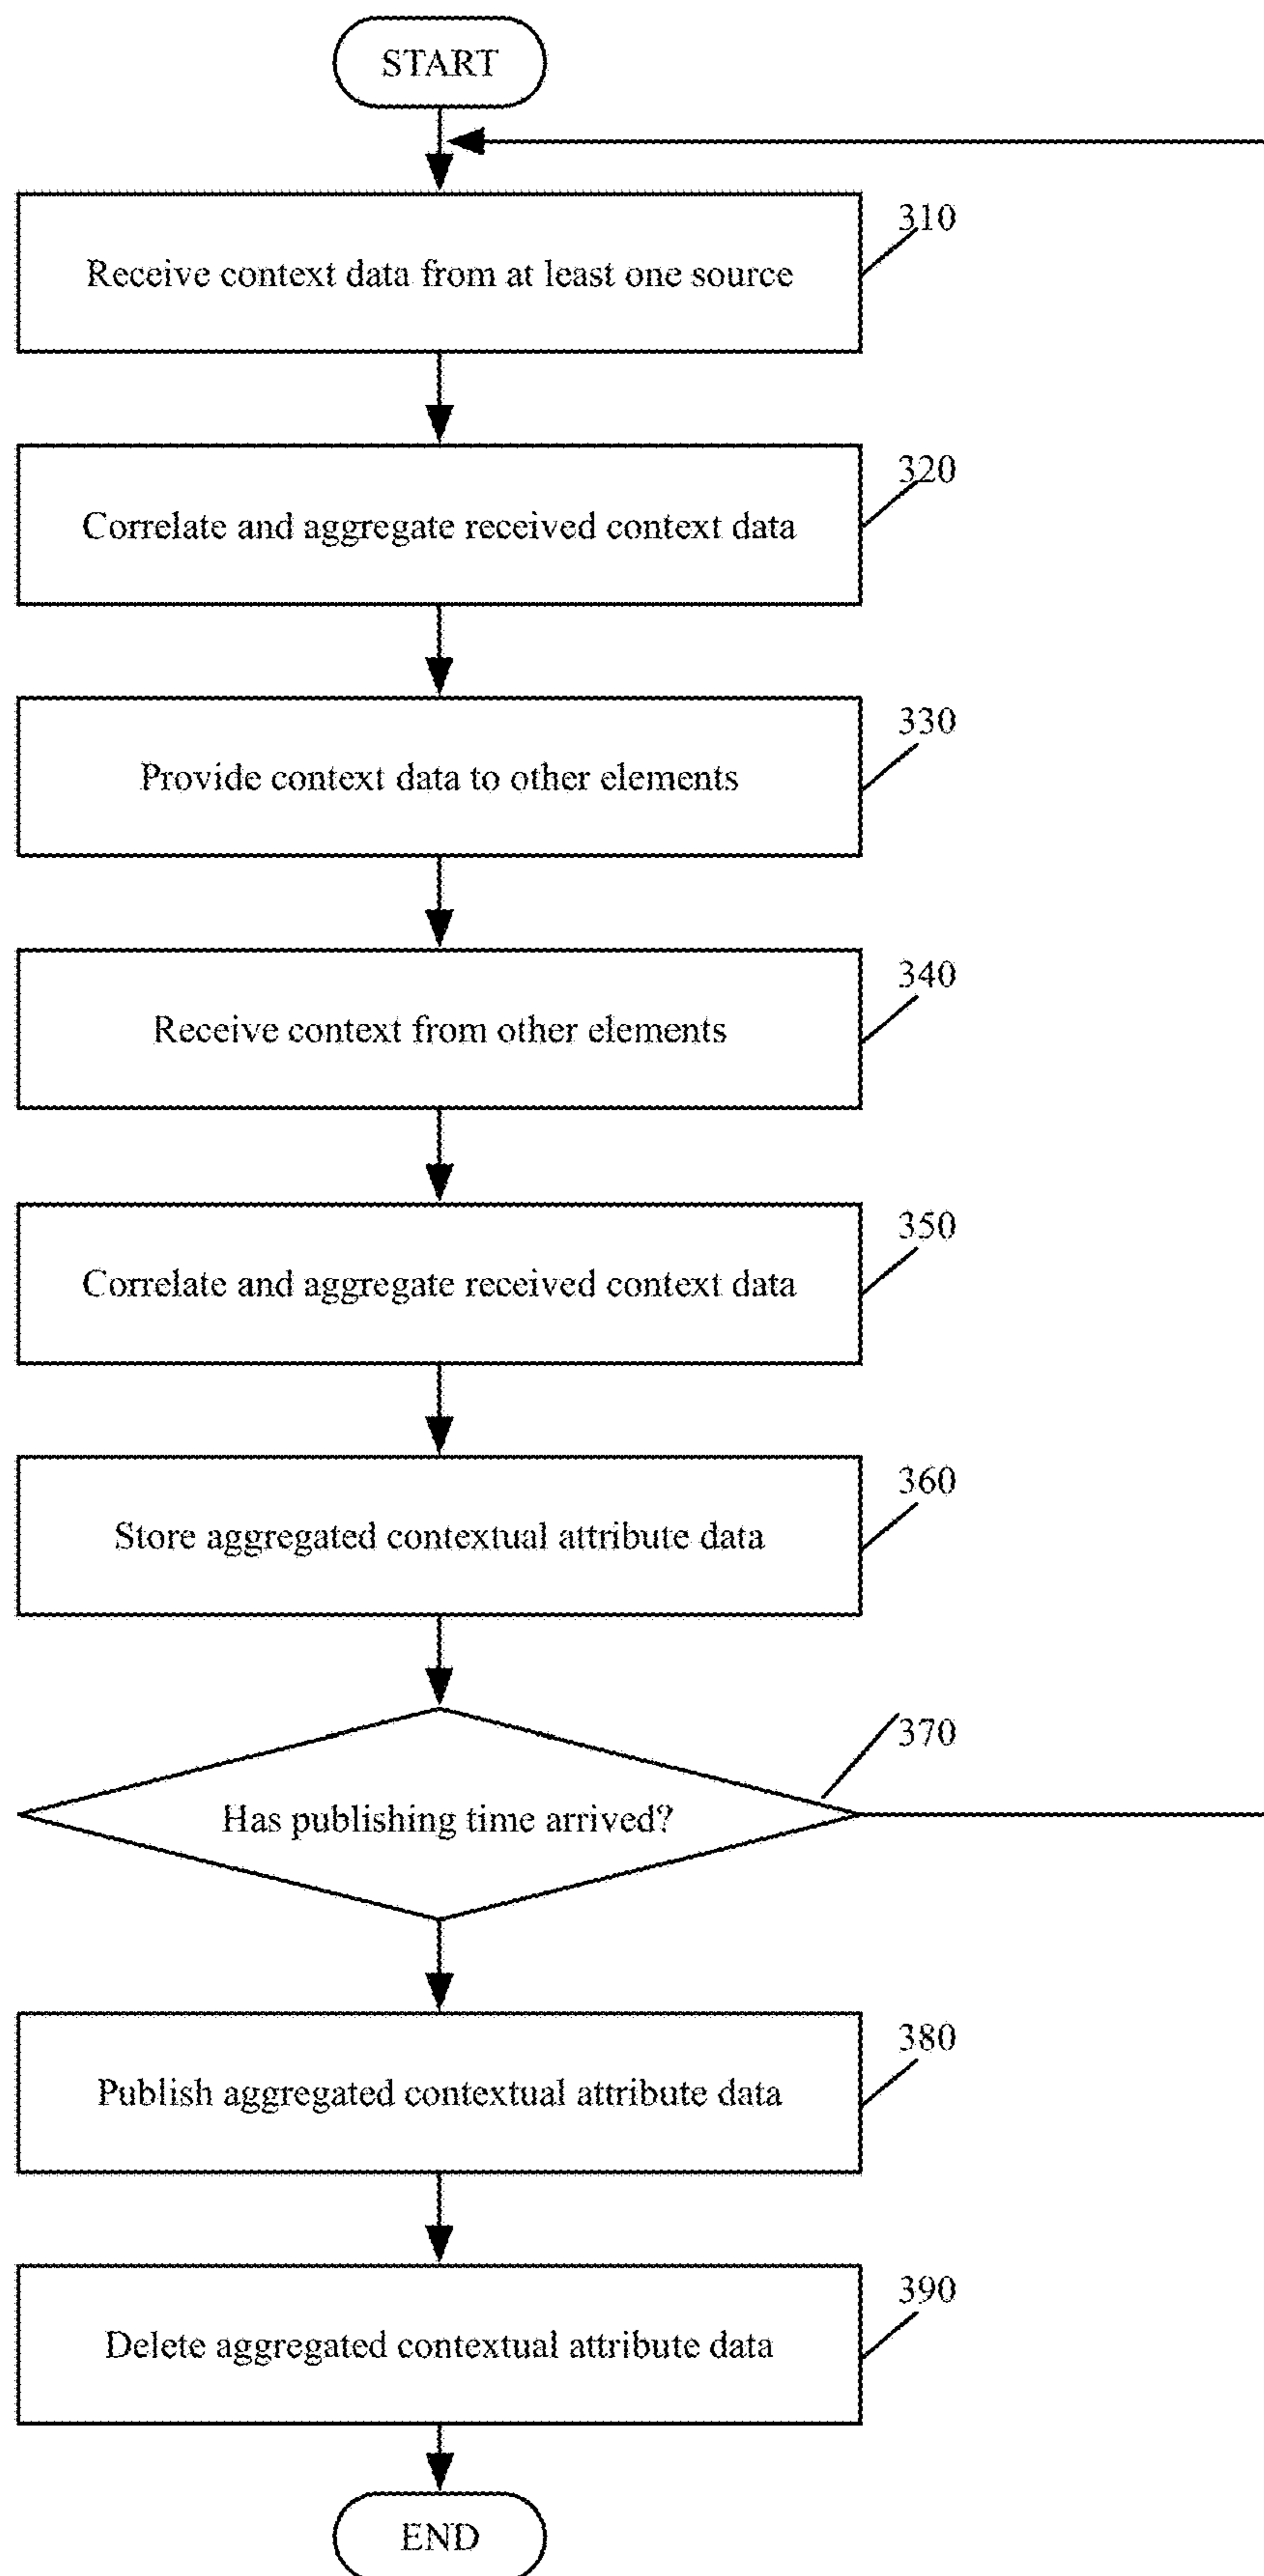 START
310
Receive context data from at least one source
320
Correlate and aggregate received context data
330
Provide context data to other elements
340
Receive context from other elements
350
Correlate and aggregate received context data
360
Store aggregated contextual attribute data
370
Has publishing time arrived?
380
Publish aggregated contextual attribute data
390
Delete aggregated contextual attribute data
END